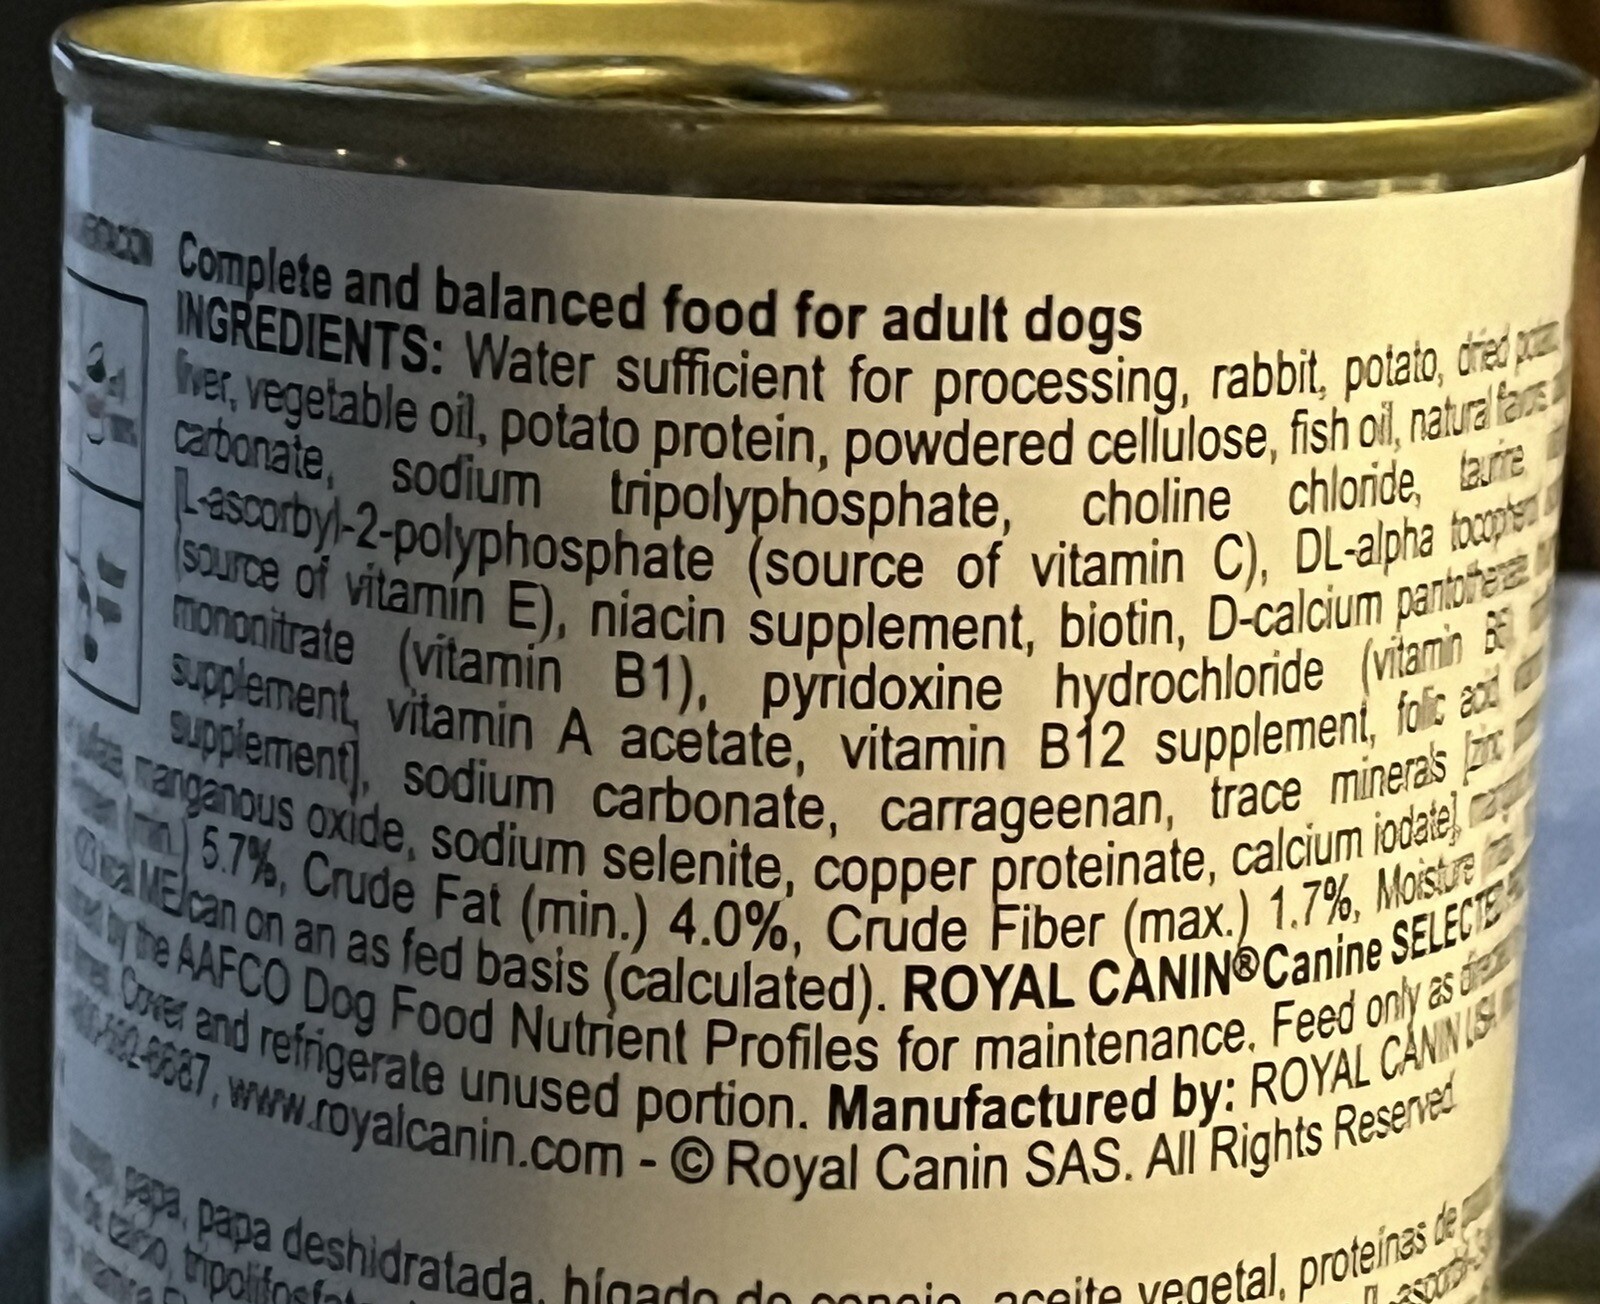 Complete and balanced food for adult dogs
INGREDIENTS: Water sufficient for processing, rabbit, potato, dried
liver, vegetable oil, potato protein, powdered cellulose, fish oil, natural flavors
carbonate, sodium tripolyphosphate, choline chloride, taurine
L-ascorbyl-2-polyphosphate (source of vitamin C), DL-alpha tocopherol
(source of vitamin E), niacin supplement, biotin, D-calcium pantothenate
mononitrate (vitamin B1), pyridoxine hydrochloride (vitamin B6)
supplement, vitamin A acetate, vitamin B12 supplement, folic acid
supplement], sodium carbonate, carrageenan, trace minerals [zinc
manganous oxide, sodium selenite, copper proteinate, calcium iodate],
(min.) 5.7%, Crude Fat (min.) 4.0%, Crude Fiber (max.) 1.7%, Moisture
kcal ME/can on an as fed basis (calculated). ROYAL CANIN® Canine SELECTED
by the AAFCO Dog Food Nutrient Profiles for maintenance. Feed only as
Cover and refrigerate unused portion. Manufactured by: ROYAL CANIN USA
www.royalcanin.com - © Royal Canin SAS. All Rights Reserved.
papa, papa deshidratada, hígado de conejo, aceite vegetal, proteínas de